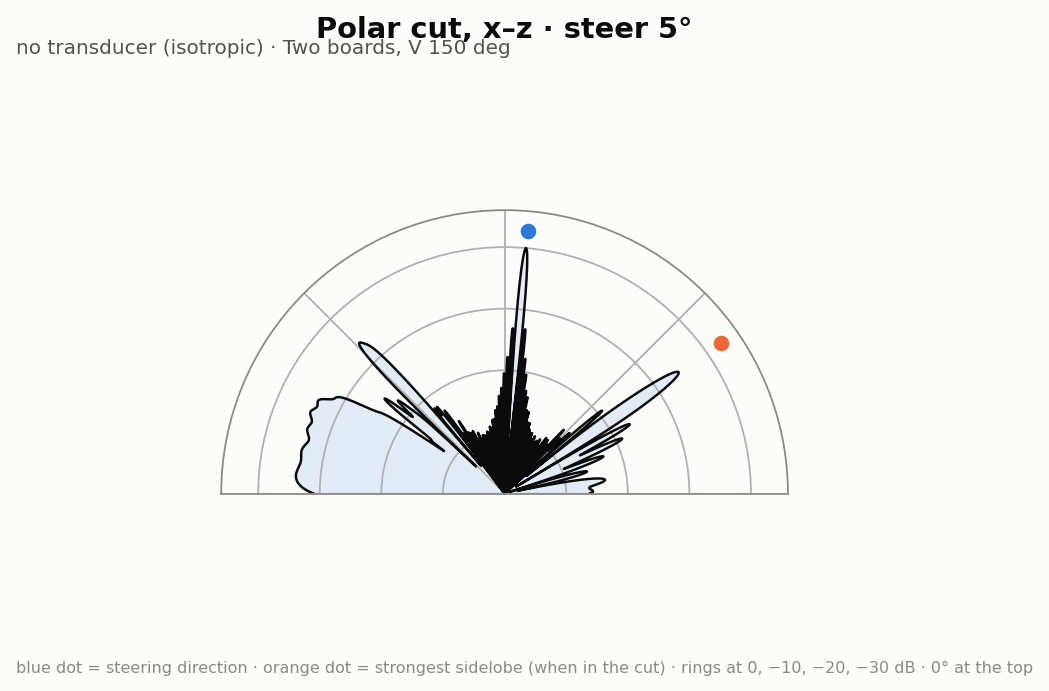 Polar cut, x–z · steer 5°
no transducer (isotropic) · Two boards, V 150 deg
blue dot = steering direction · orange dot = strongest sidelobe (when in the cut) · rings at 0, −10, −20, −30 dB · 0° at the top